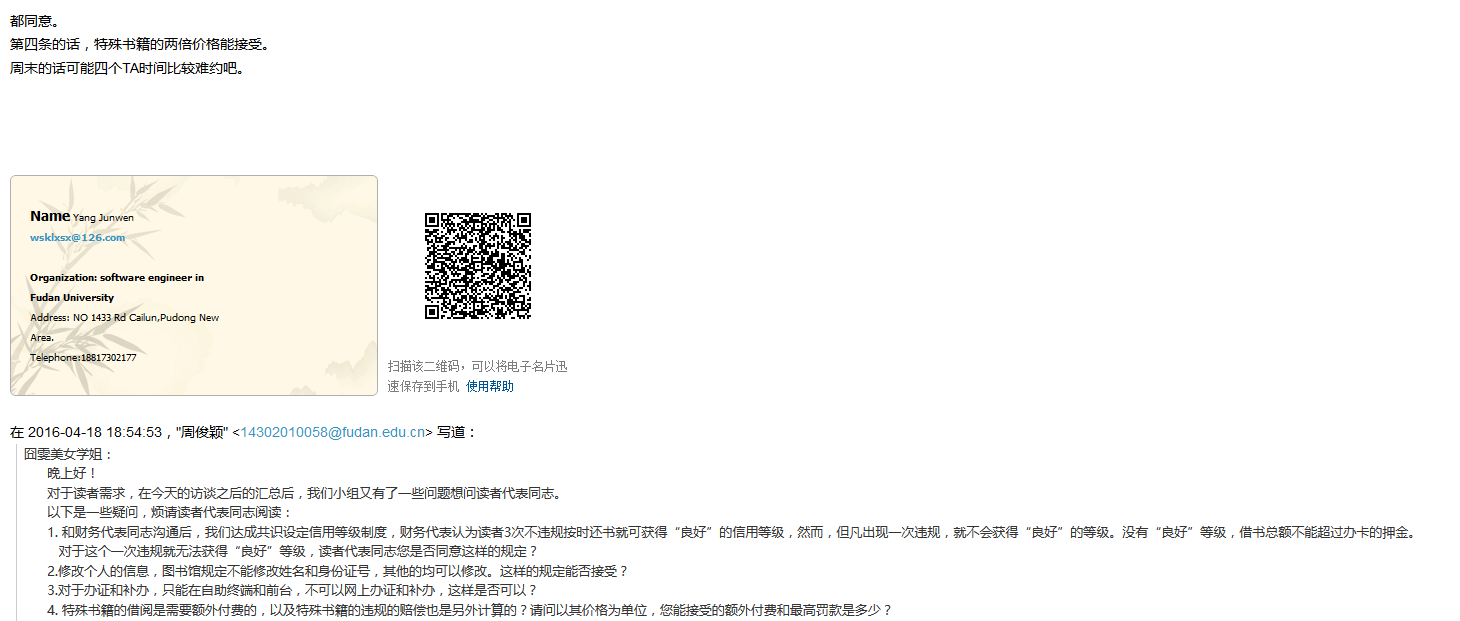 都同意。
第四条的话，特殊书籍的两倍价格能接受。
周末的话可能四个TA时间比较难约吧。
Name Yang Junwen
wsklxsx@126.com
Organization: software engineer in
Fudan University
Address: NO 1433 Rd Cailun,Pudong New
Area.
Telephone:18817302177
扫描该二维码，可以将电子名片迅
速保存到手机 使用帮助
在 2016-04-18 18:54:53，"周俊颖" <14302010058@fudan.edu.cn> 写道：
囧雯美女学姐：
晚上好！
对于读者需求，在今天的访谈之后的汇总后，我们小组又有了一些问题想问读者代表同志。
以下是一些疑问，烦请读者代表同志阅读：
1. 和财务代表同志沟通后，我们达成共识设定信用等级制度，财务代表认为读者3次不违规按时还书就可获得“良好”的信用等级，然而，但凡出现一次违规，就不会获得“良好”的等级。没有“良好”等级，借书总额不能超过办卡的押金。
对于这个一次违规就无法获得“良好”等级，读者代表同志您是否同意这样的规定？
2.修改个人的信息，图书馆规定不能修改姓名和身份证号，其他的均可以修改。这样的规定能否接受？
3.对于办证和补办，只能在自助终端和前台，不可以网上办证和补办，这样是否可以？
4. 特殊书籍的借阅是需要额外付费的，以及特殊书籍的违规的赔偿也是另外计算的？请问以其价格为单位，您能接受的额外付费和最高罚款是多少？